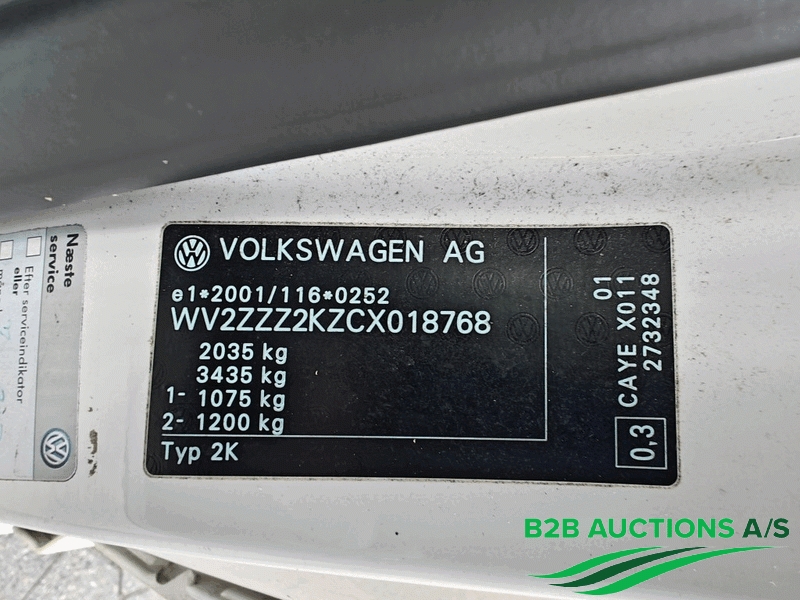 VOLKSWAGEN AG
e1*2001/116*0252
WV2ZZZ2KZCX018768
2035 kg
3435 kg
1- 1075 kg
2- 1200 kg
Typ 2K
01
CAYE X011
2732348
0,3
Næste
service
Efter serviceindikator
eller
B2B AUCTIONS A/S